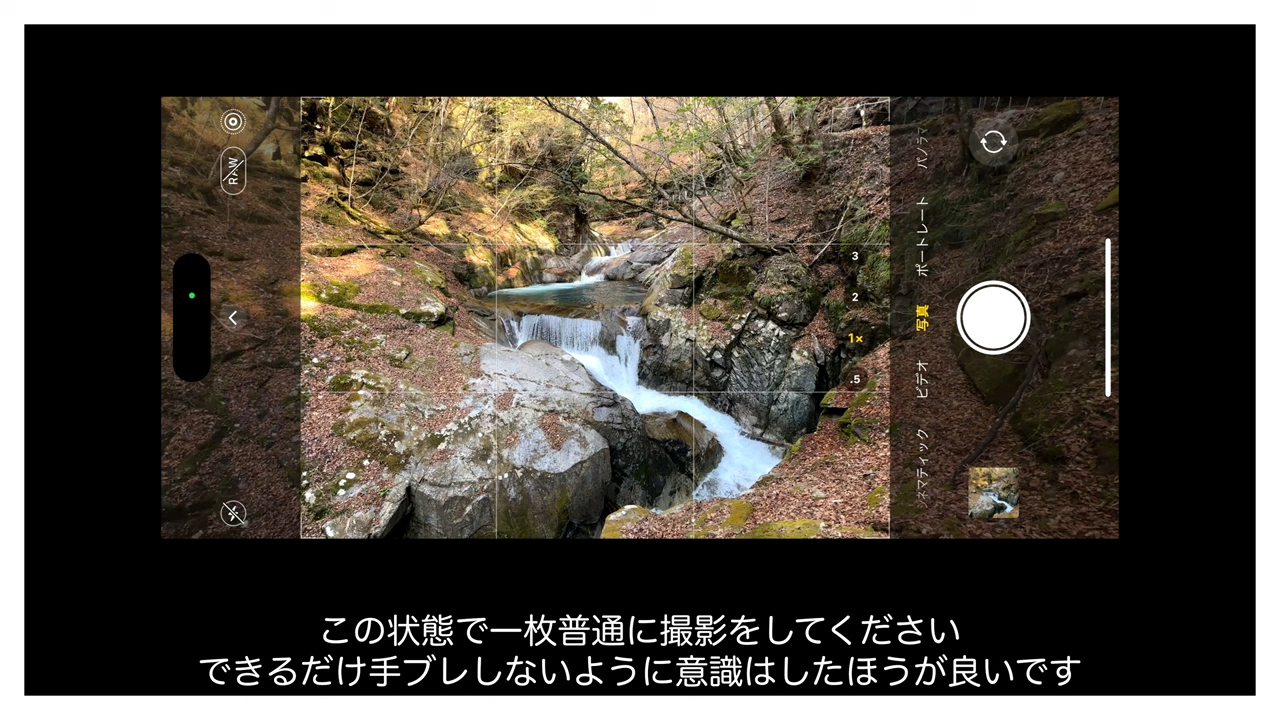 RAW
3
2
1×
.5
パノラマ
ポートレート
写真
ビデオ
シネマティック
この状態で一枚普通に撮影をしてください
できるだけ手ブレしないように意識はしたほうが良いです